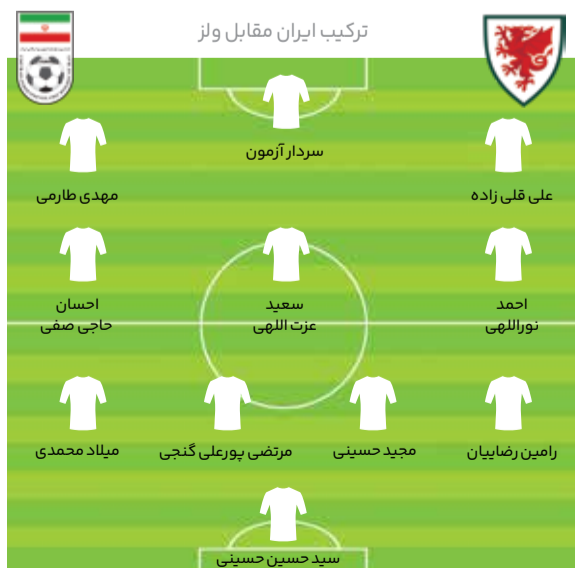 ترکیب ایران مقابل ولز
سردار آزمون
علی قلی زاده
مهدی طارمی
احمد
نوراللهی
سعید
عزت اللهی
احسان
حاجی صفی
رامین رضاییان
مجید حسینی
مرتضی پورعلی گنجی
میلاد محمدی
سید حسین حسینی